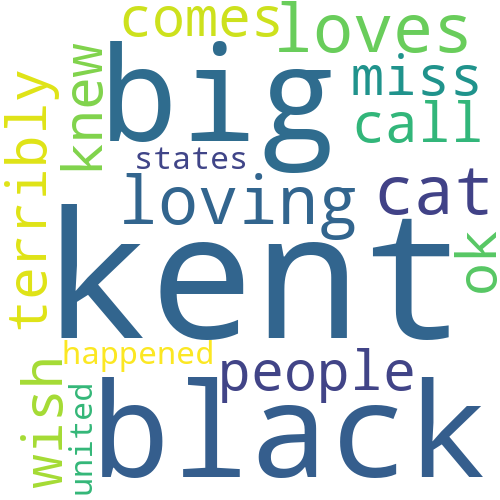 comes
loves
big
knew
miss
call
terribly
states
loving
cat
kent
ok
happened
people
wish
united
black